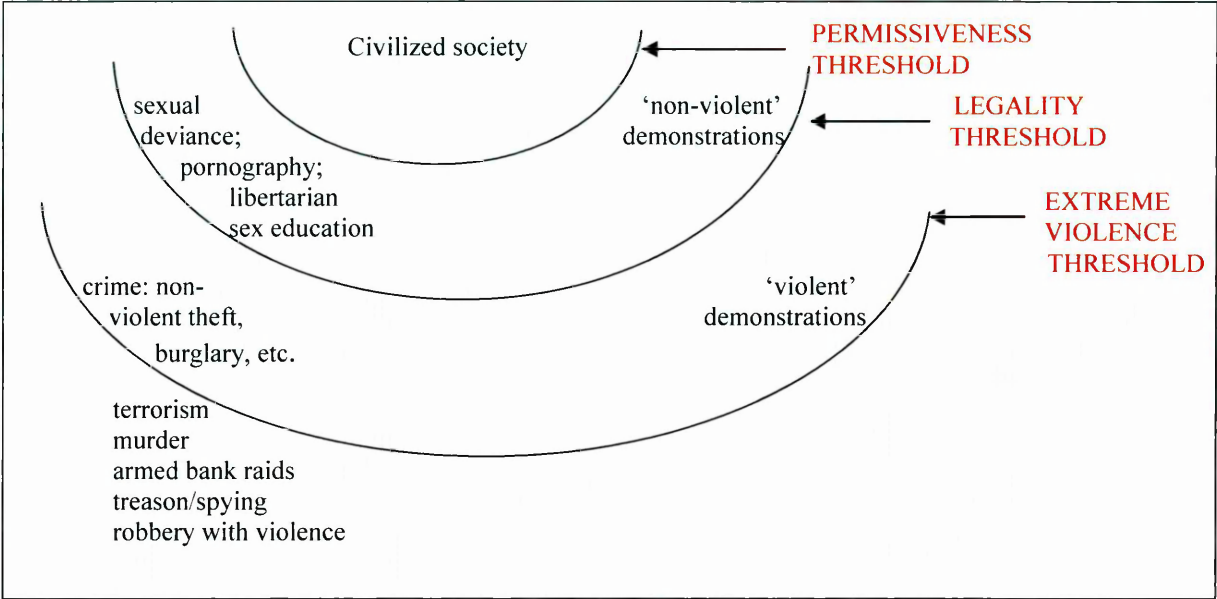 Civilized society
PERMISSIVENESS
THRESHOLD
sexual
deviance;
pornography;
libertarian
sex education
‘non-violent’
demonstrations
LEGALITY
THRESHOLD
EXTREME
VIOLENCE
THRESHOLD
crime: non-
violent theft,
burglary, etc.
‘violent’
demonstrations
terrorism
murder
armed bank raids
treason/spying
robbery with violence